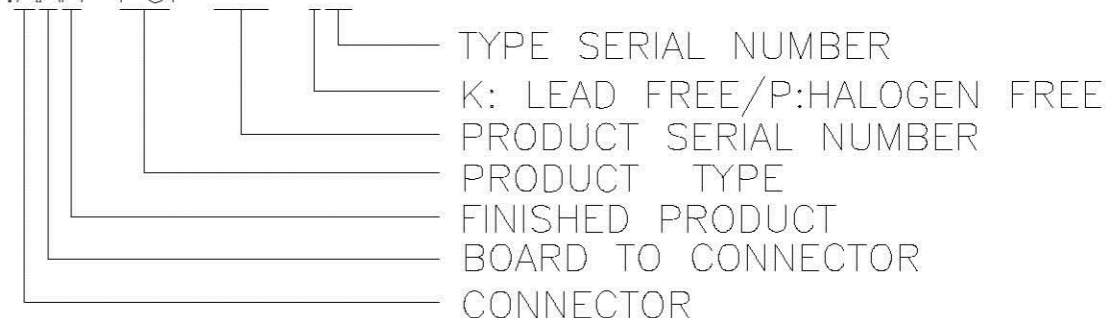 TYPE SERIAL NUMBER
K: LEAD FREE/P:HALOGEN FREE
PRODUCT SERIAL NUMBER
PRODUCT TYPE
FINISHED PRODUCT
BOARD TO CONNECTOR
CONNECTOR